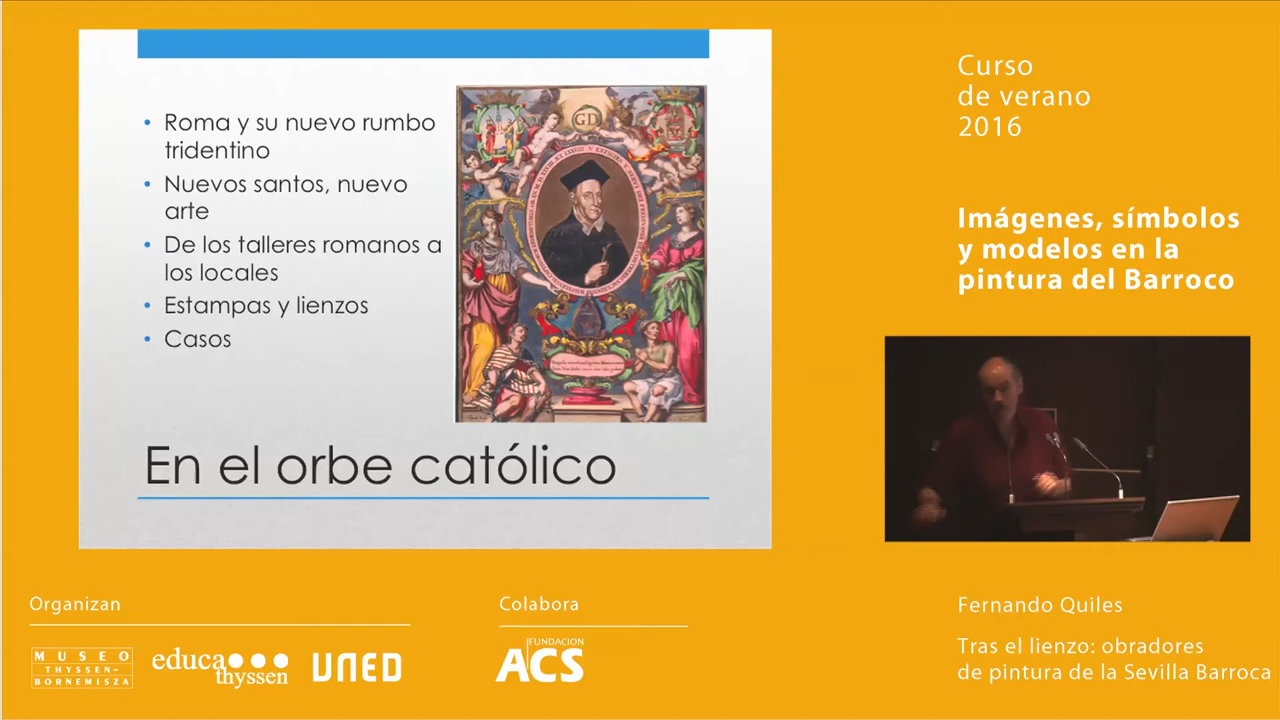 • Roma y su nuevo rumbo
tridentino
• Nuevos santos, nuevo
arte
• De los talleres romanos a
los locales
• Estampas y lienzos
• Casos
GD
En el orbe católico
Curso
de verano
2016
Imágenes, símbolos
y modelos en la
pintura del Barroco
Organizan
MUSEO
THYSSEN-
BORNEMISZA
educa
thyssen
UNED
Colabora
FUNDACION
ACS
Fernando Quiles
Tras el lienzo: obradores
de pintura de la Sevilla Barroca